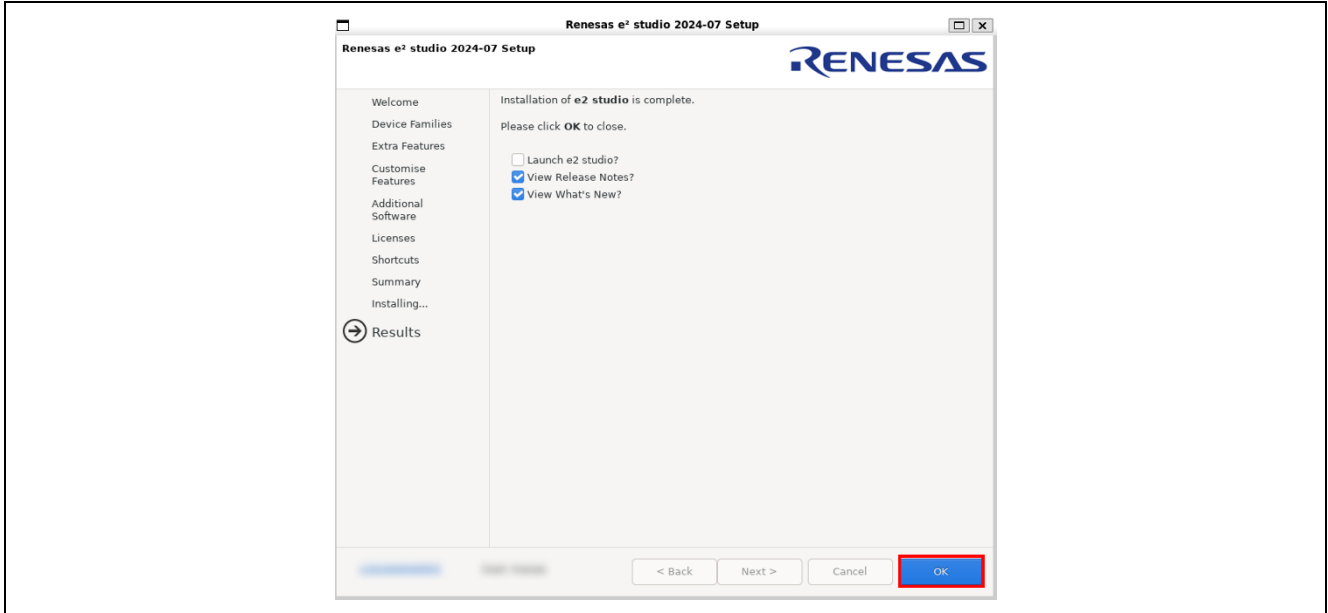 Renesas e² studio 2024-07 Setup
Renesas e² studio 2024-07 Setup
RENESAS
Welcome
Device Families
Extra Features
Customise
Features
Additional
Software
Licenses
Shortcuts
Summary
Installing...
Results
Installation of e2 studio is complete.
Please click OK to close.
Launch e2 studio?
View Release Notes?
View What's New?
< Back
Next >
Cancel
OK